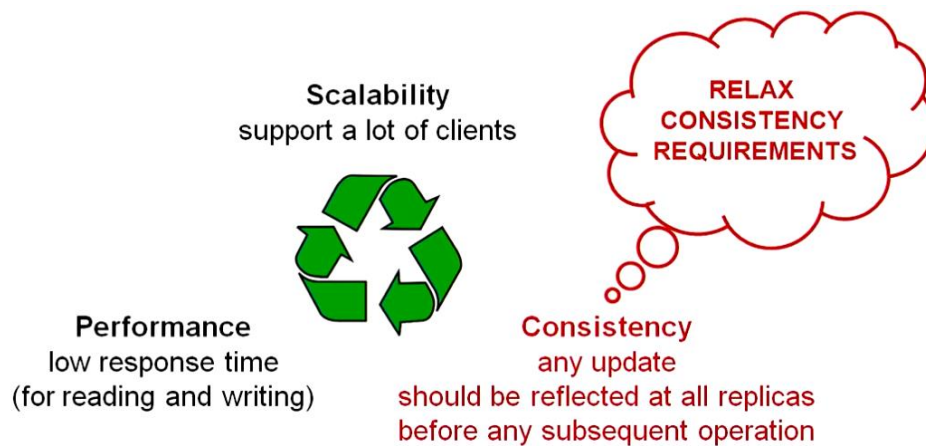 Scalability
support a lot of clients
RELAX
CONSISTENCY
REQUIREMENTS
Performance
low response time
(for reading and writing)
Consistency
any update
should be reflected at all replicas
before any subsequent operation